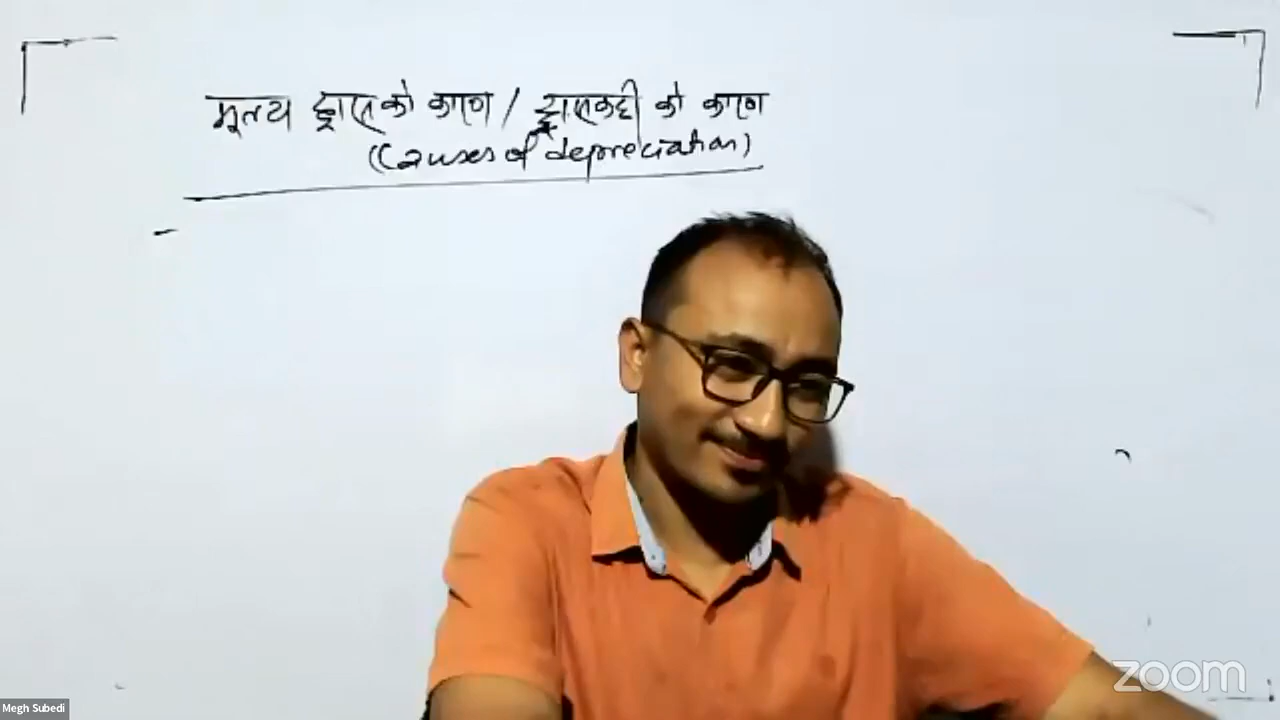 मूल्य ह्रासको कारण / ह्रासकट्टी को कारण
(Causes of depreciation)
zoom
Megh Subedi